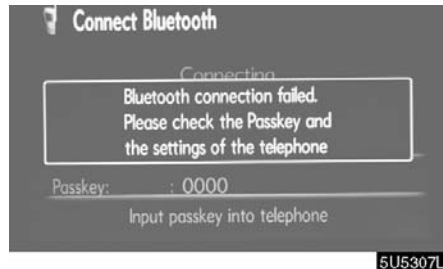 Connect Bluetooth
Connecting
Bluetooth connection failed.
Please check the Passkey and
the settings of the telephone
Passkey: : 0000
Input passkey into telephone
5U5307L